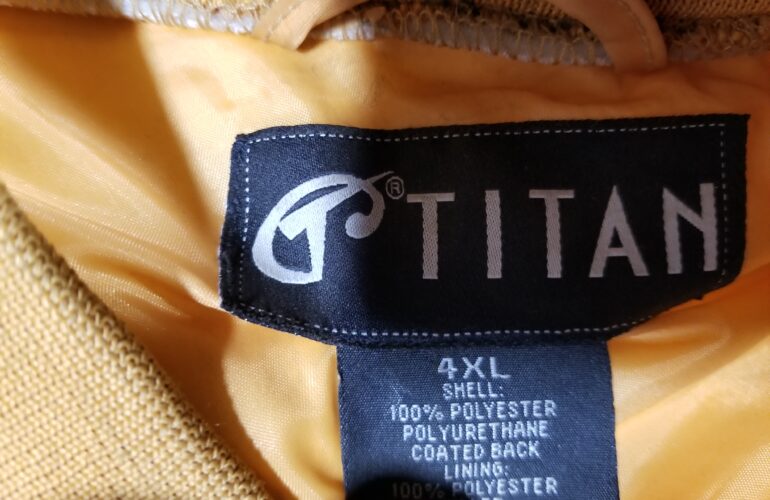 T® TITAN
4XL
SHELL:
100% POLYESTER
POLYURETHANE
COATED BACK
LINING:
100% POLYESTER